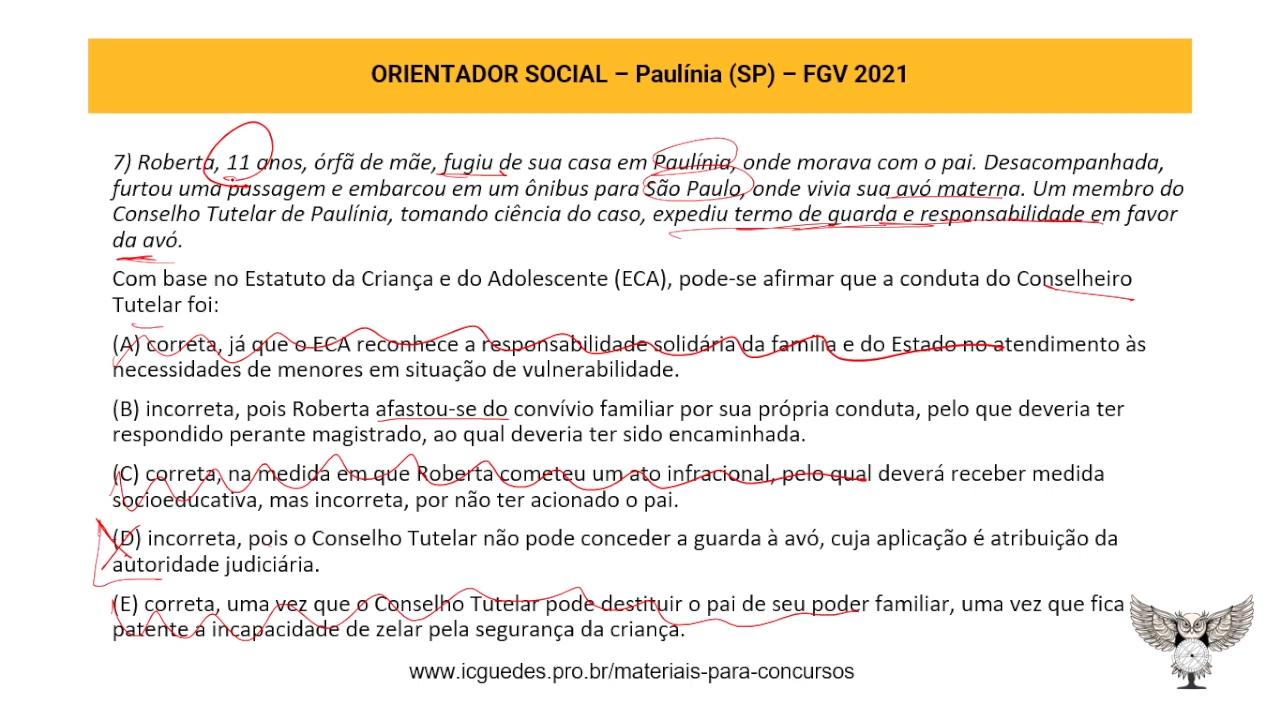 ORIENTADOR SOCIAL – Paulínia (SP) – FGV 2021
7) Roberta, 11 anos, órfã de mãe, fugiu de sua casa em Paulínia, onde morava com o pai. Desacompanhada,
furtou uma passagem e embarcou em um ônibus para São Paulo, onde vivia sua avó materna. Um membro do
Conselho Tutelar de Paulínia, tomando ciência do caso, expediu termo de guarda e responsabilidade em favor
da avó.
Com base no Estatuto da Criança e do Adolescente (ECA), pode-se afirmar que a conduta do Conselheiro
Tutelar foi:
(A) correta, já que o ECA reconhece a responsabilidade solidária da família e do Estado no atendimento às
necessidades de menores em situação de vulnerabilidade.
(B) incorreta, pois Roberta afastou-se do convívio familiar por sua própria conduta, pelo que deveria ter
respondido perante magistrado, ao qual deveria ter sido encaminhada.
(C) correta, na medida em que Roberta cometeu um ato infracional, pelo qual deverá receber medida
socioeducativa, mas incorreta, por não ter acionado o pai.
(D) incorreta, pois o Conselho Tutelar não pode conceder a guarda à avó, cuja aplicação é atribuição da
autoridade judiciária.
(E) correta, uma vez que o Conselho Tutelar pode destituir o pai de seu poder familiar, uma vez que fica
patente a incapacidade de zelar pela segurança da criança.
www.icguedes.pro.br/materiais-para-concursos